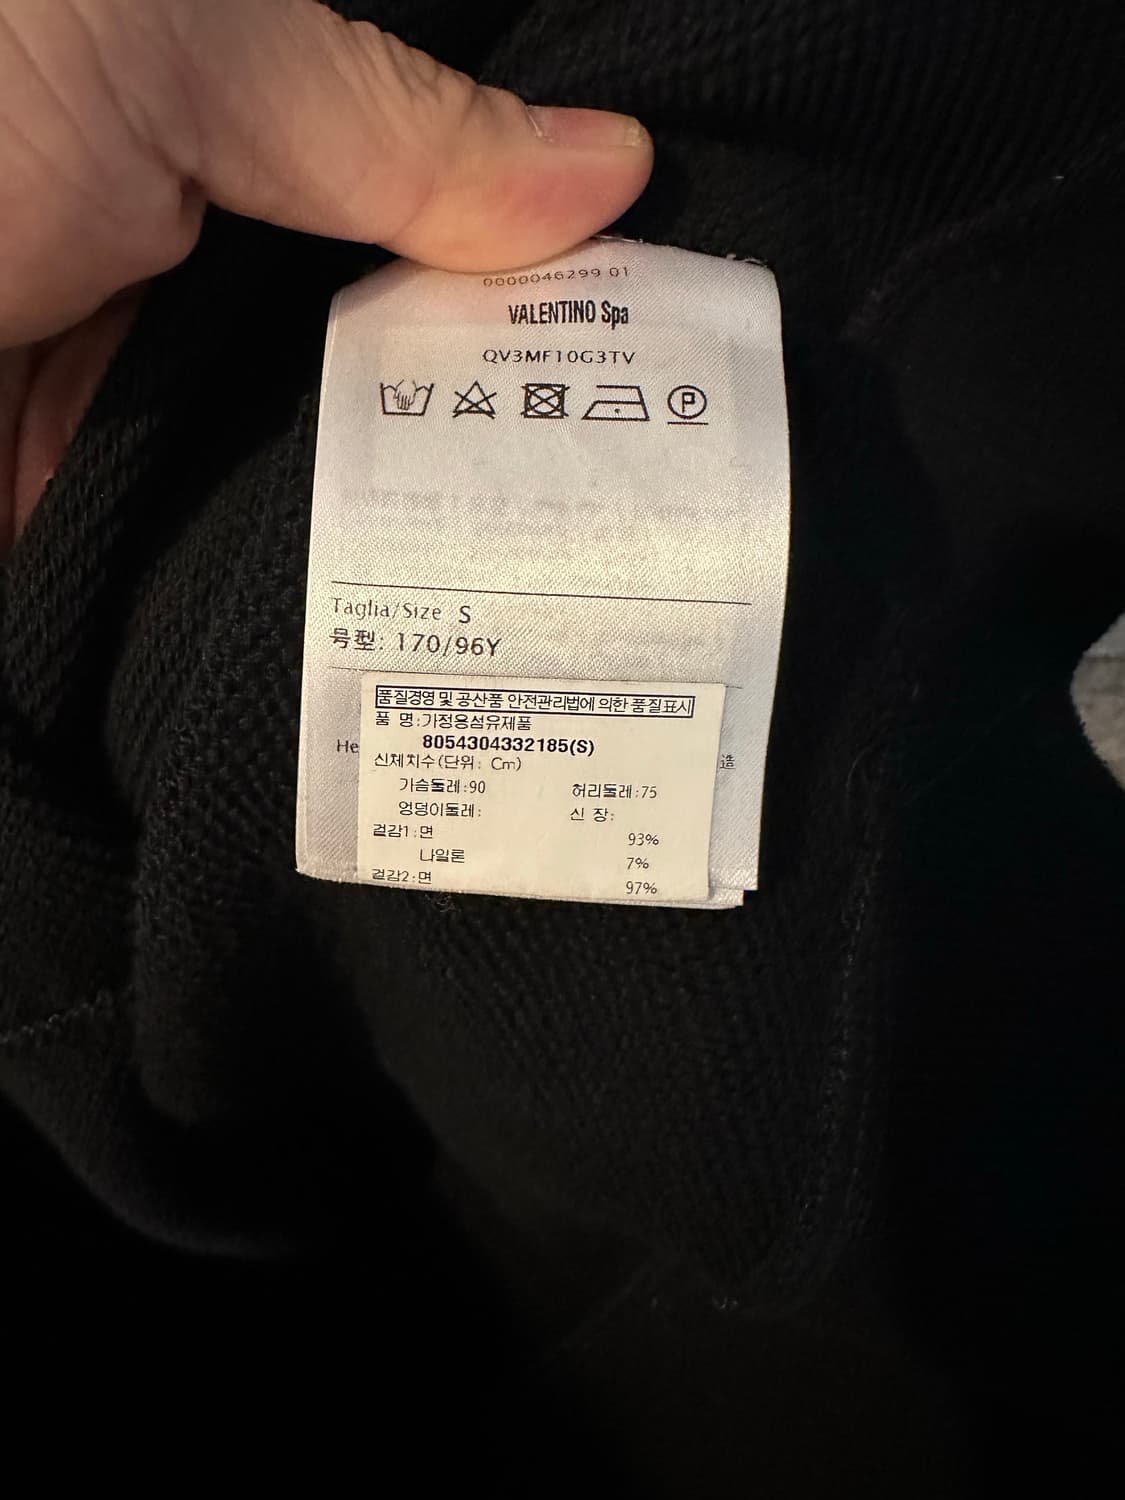 0000046299 01
VALENTINO Spa
QV3MF10G3TV
P
Taglia/Size S
号型: 170/96Y
He
造
품질경영 및 공산품 안전관리법에 의한 품질표시
품 명:가정용섬유제품
8054304332185(S)
신체치수(단위: Cm)
가슴둘레:90 허리둘레:75
엉덩이둘레: 신 장:
겉감1:면 93%
나일론 7%
겉감2:면 97%